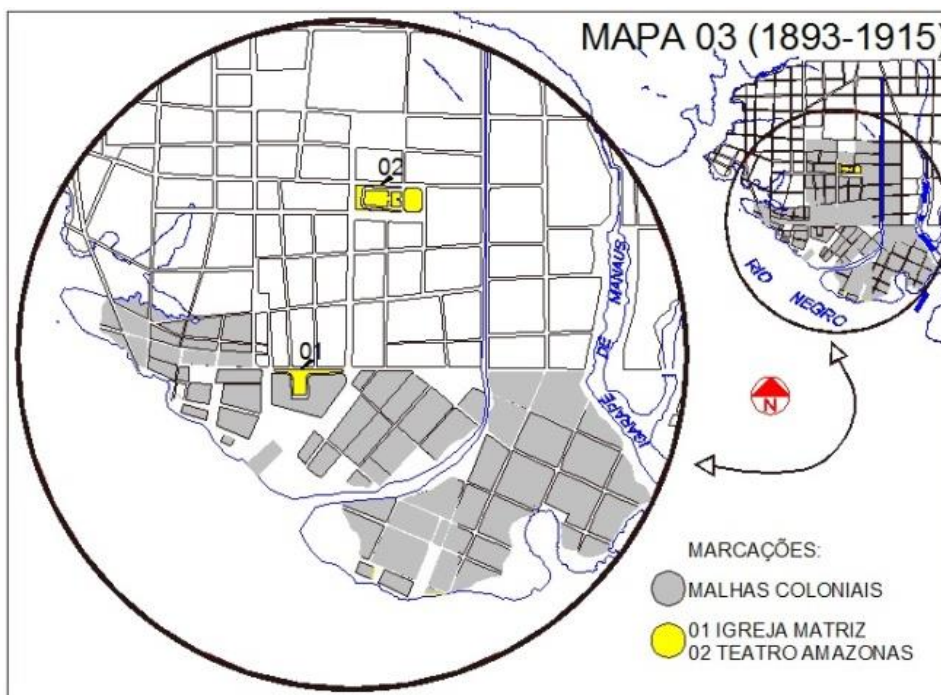 MAPA 03 (1893-1915)
02
01
IGARAPÉ DE MANAUS
RIO NEGRO
N
MARCAÇÕES:
MALHAS COLONIAIS
01 IGREJA MATRIZ
02 TEATRO AMAZONAS